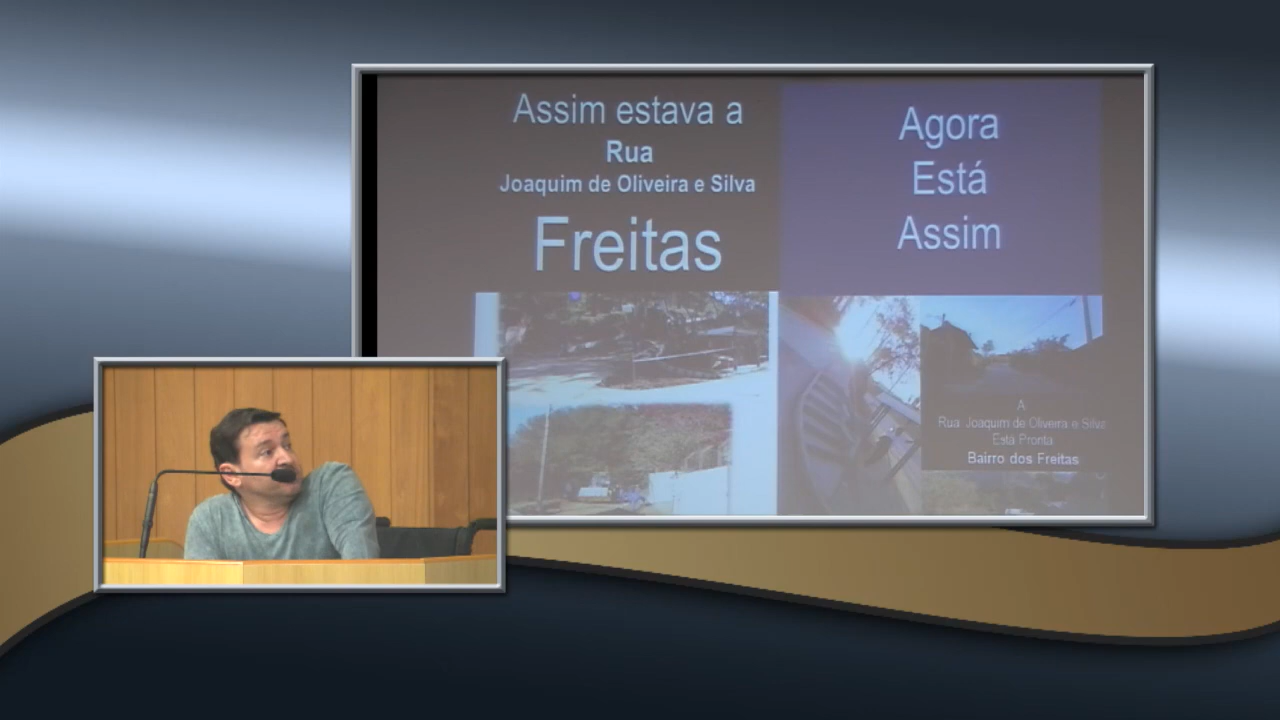 Assim estava a
Rua
Joaquim de Oliveira e Silva
Freitas
Agora
Está
Assim
A
Rua Joaquim de Oliveira e Silva
Está Pronta
Bairro dos Freitas